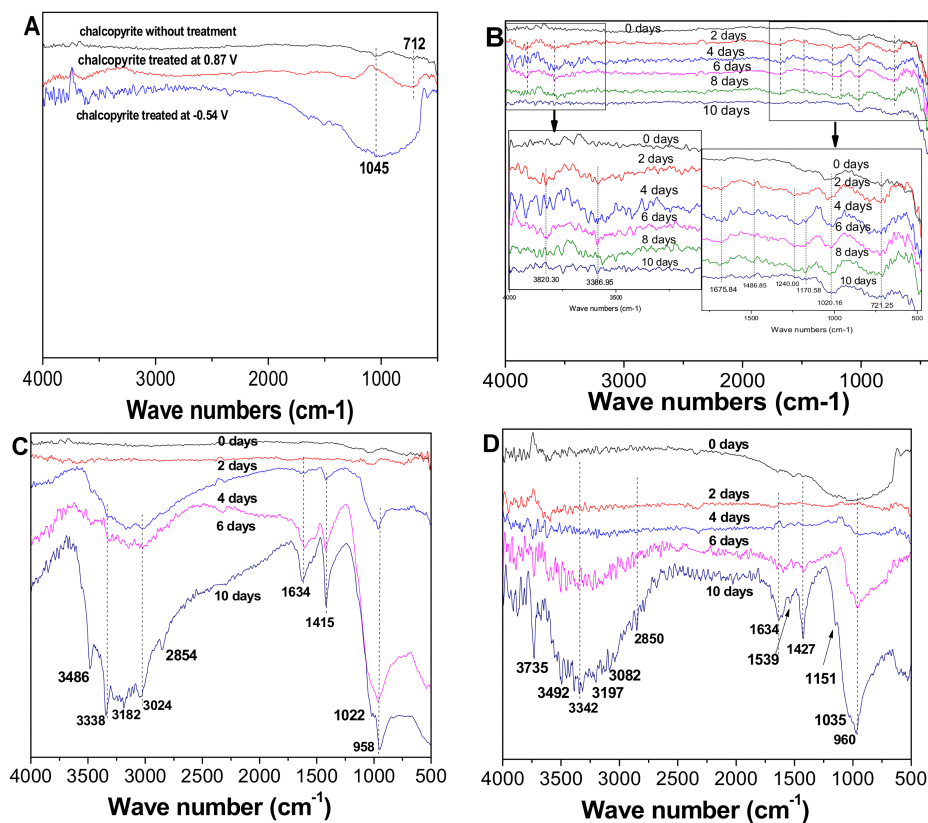 A
chalcopyrite without treatment
712
chalcopyrite treated at 0.87 V
chalcopyrite treated at -0.54 V
1045
4000 3000 2000 1000
Wave numbers (cm-1)
B
0 days
2 days
4 days
6 days
8 days
10 days
0 days
2 days
4 days
6 days
8 days
10 days
3820.30 3386.95
4000 3500
Wave numbers (cm-1)
0 days
2 days
4 days
6 days
8 days
10 days
1675.84 1486.85 1240.00 1170.58 1020.16 721.25
1500 1000 500
Wave numbers (cm-1)
4000 3000 2000 1000
Wave numbers (cm-1)
C
0 days
2 days
4 days
6 days
10 days
3486
3338
3182
3024
2854
1634
1415
1022
958
4000 3500 3000 2500 2000 1500 1000 500
Wave number (cm-1)
D
0 days
2 days
4 days
6 days
10 days
3735
3492
3342
3197
3082
2850
1634
1539
1427
1151
1035
960
4000 3500 3000 2500 2000 1500 1000 500
Wave number (cm-1)